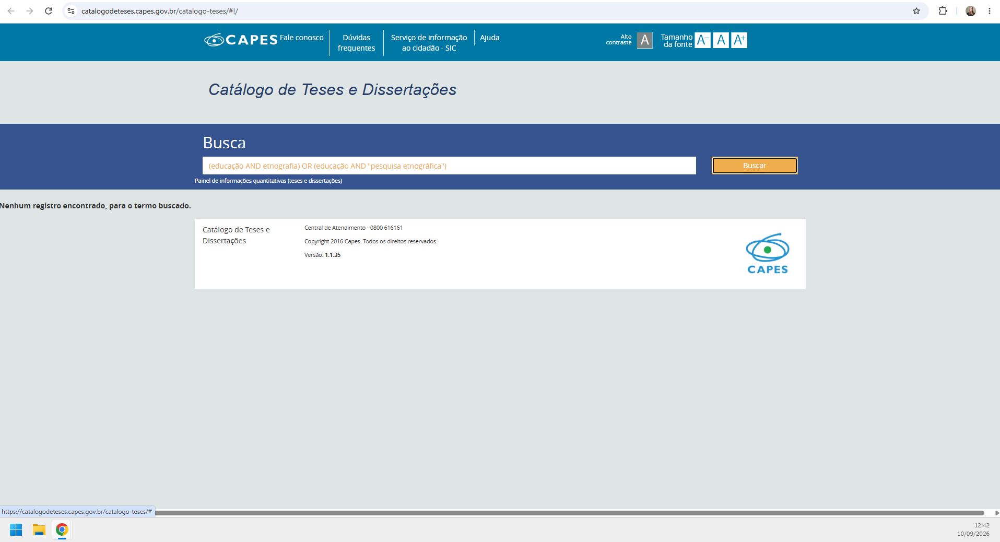 catalogodeteses.capes.gov.br/catalogo-teses/#!/
CAPES
Fale conosco
Dúvidas
frequentes
Serviço de informação
ao cidadão - SIC
Ajuda
Alto
contraste
A
Tamanho
da fonte
A-
A
A+
Catálogo de Teses e Dissertações
Busca
(educação AND etnografia) OR (educação AND "pesquisa etnográfica")
Buscar
Painel de informações quantitativas (teses e dissertações)
Nenhum registro encontrado, para o termo buscado.
Catálogo de Teses e
Dissertações
Central de Atendimento - 0800 616161
Copyright 2016 Capes. Todos os direitos reservados.
Versão: 1.1.35
CAPES
https://catalogodeteses.capes.gov.br/catalogo-teses/#
12:42
10/09/2026